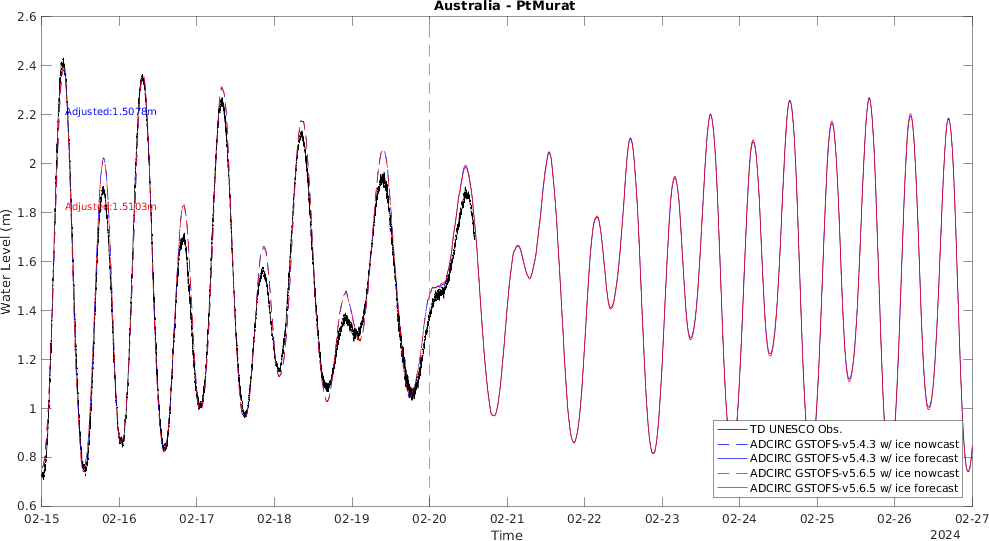 Australia - PtMurat
2.6
2.4
2.2
2
1.8
1.6
1.4
1.2
1
0.8
0.6
Water Level (m)
Adjusted:1.5078m
Adjusted:1.5103m
TD UNESCO Obs.
ADCIRC GSTOFS-v5.4.3 w/ ice nowcast
ADCIRC GSTOFS-v5.4.3 w/ ice forecast
ADCIRC GSTOFS-v5.6.5 w/ ice nowcast
ADCIRC GSTOFS-v5.6.5 w/ ice forecast
02-15 02-16 02-17 02-18 02-19 02-20 02-21 02-22 02-23 02-24 02-25 02-26 02-27
Time
2024